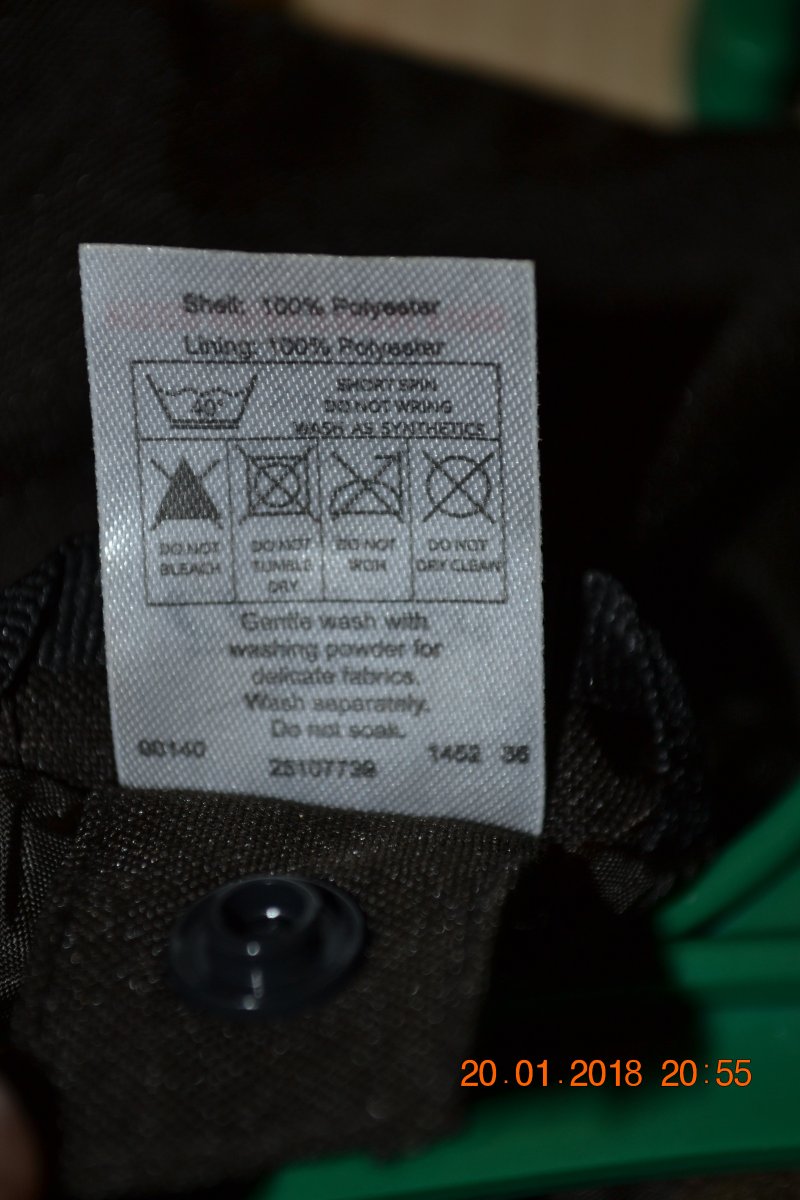 Shell: 100% Polyester
Lining: 100% Polyester
40°
SHORT SPIN
DO NOT WRING
WASH AS SYNTHETICS
DO NOT
BLEACH
DO NOT
TUMBLE
DRY
DO NOT
IRON
DO NOT
DRY CLEAN
Gentle wash with
washing powder for
delicate fabrics.
Wash separately.
Do not soak.
1452 36
20.01.2018 20:55